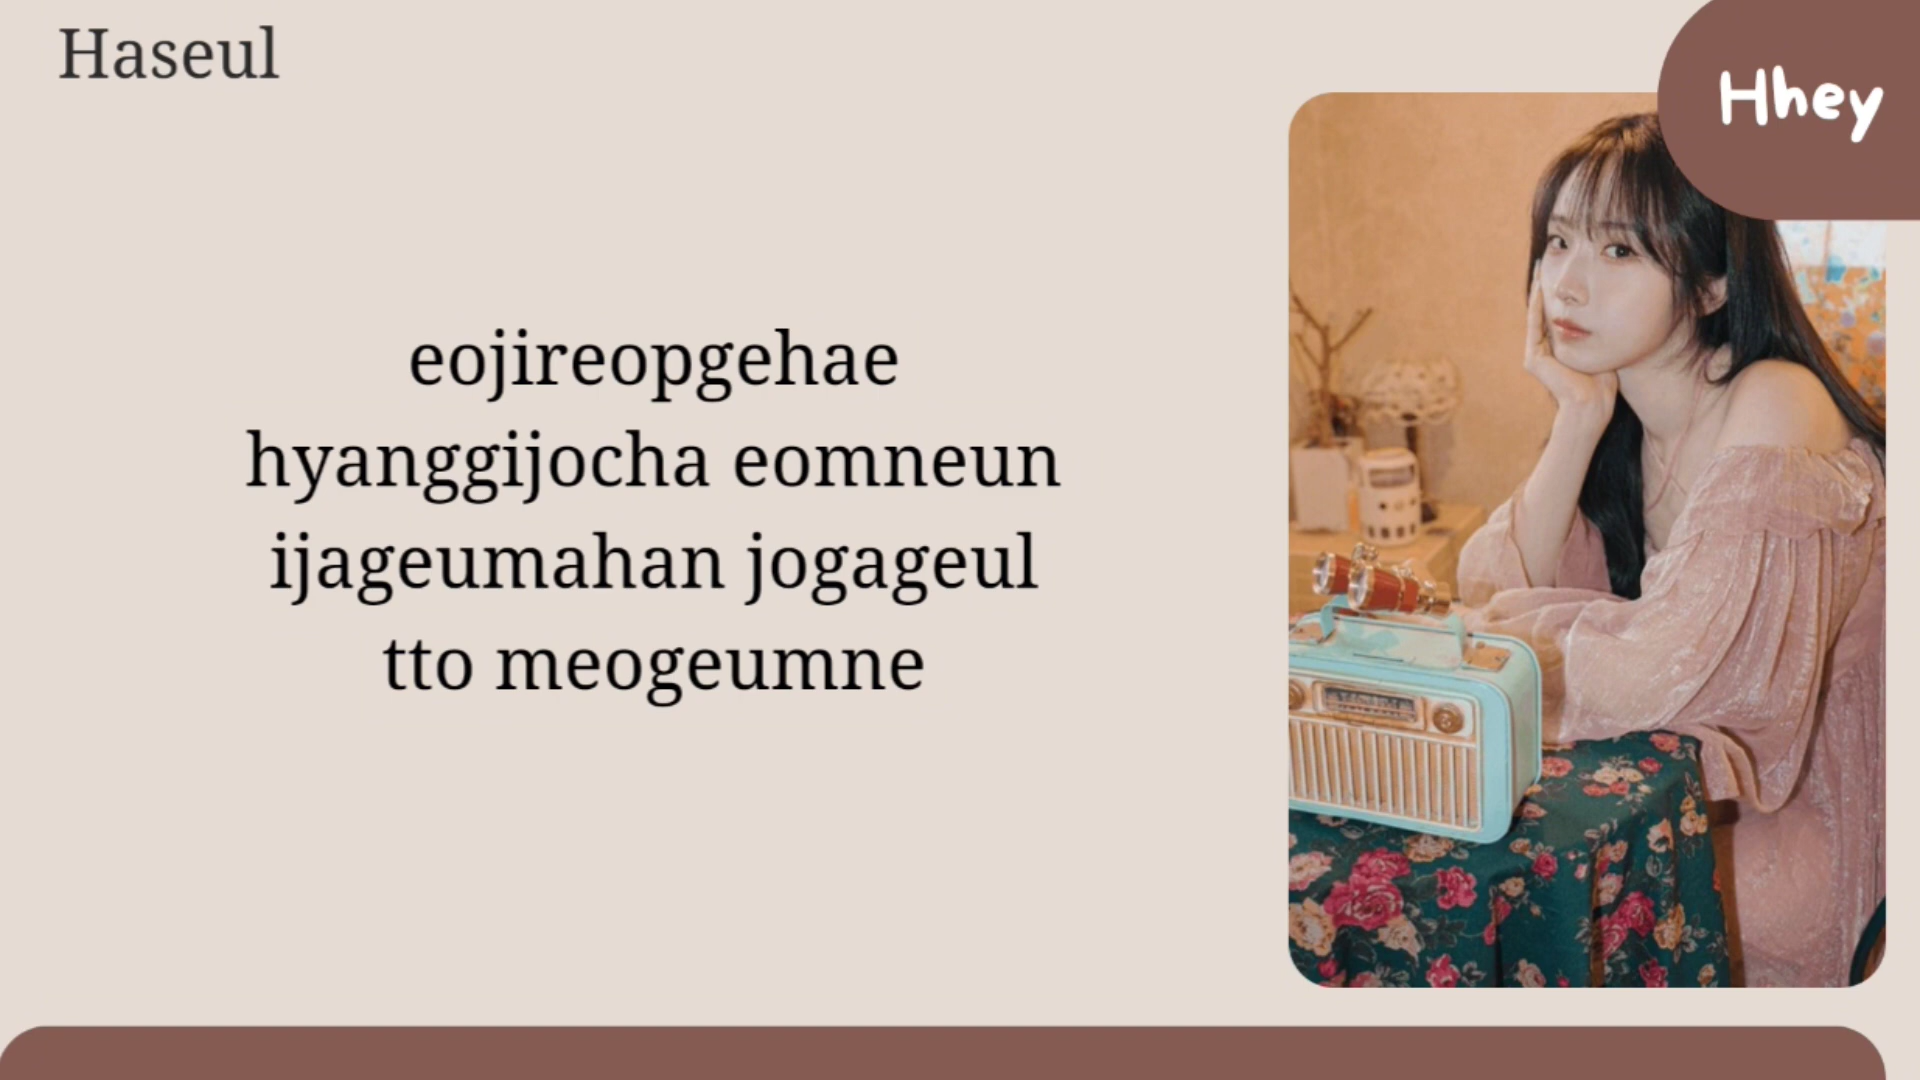 Haseul
Hhey
eojireopgehae
hyanggijocha eomneun
ijageumahan jogageul
tto meogeumne